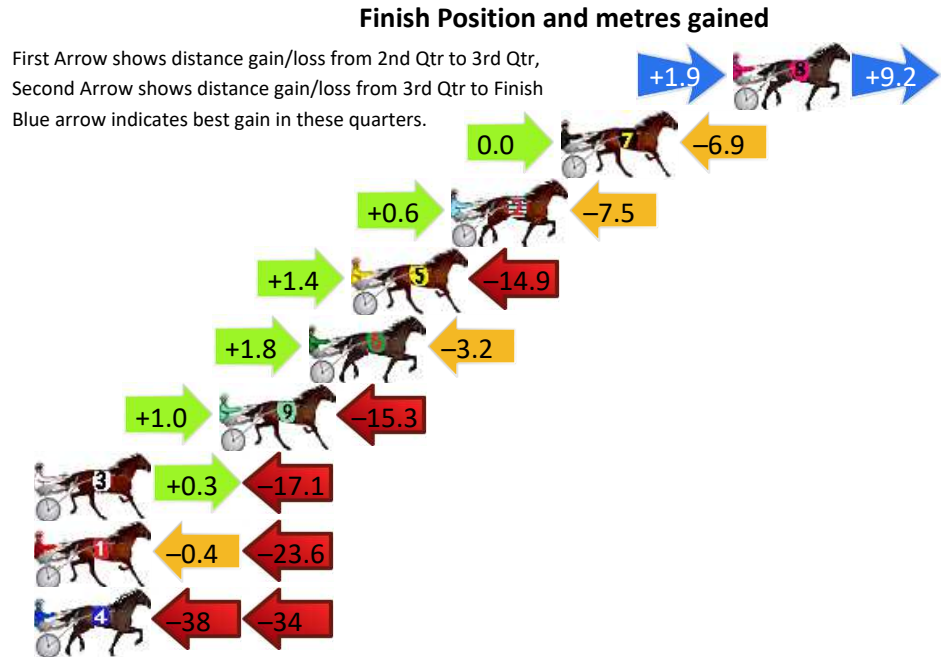 Finish Position and metres gained
First Arrow shows distance gain/loss from 2nd Qtr to 3rd Qtr,
Second Arrow shows distance gain/loss from 3rd Qtr to Finish
Blue arrow indicates best gain in these quarters.
+1.9 8 +9.2
0.0 7 –6.9
+0.6 2 –7.5
+1.4 5 –14.9
+1.8 6 –3.2
+1.0 9 –15.3
3 +0.3 –17.1
1 –0.4 –23.6
4 –38 –34